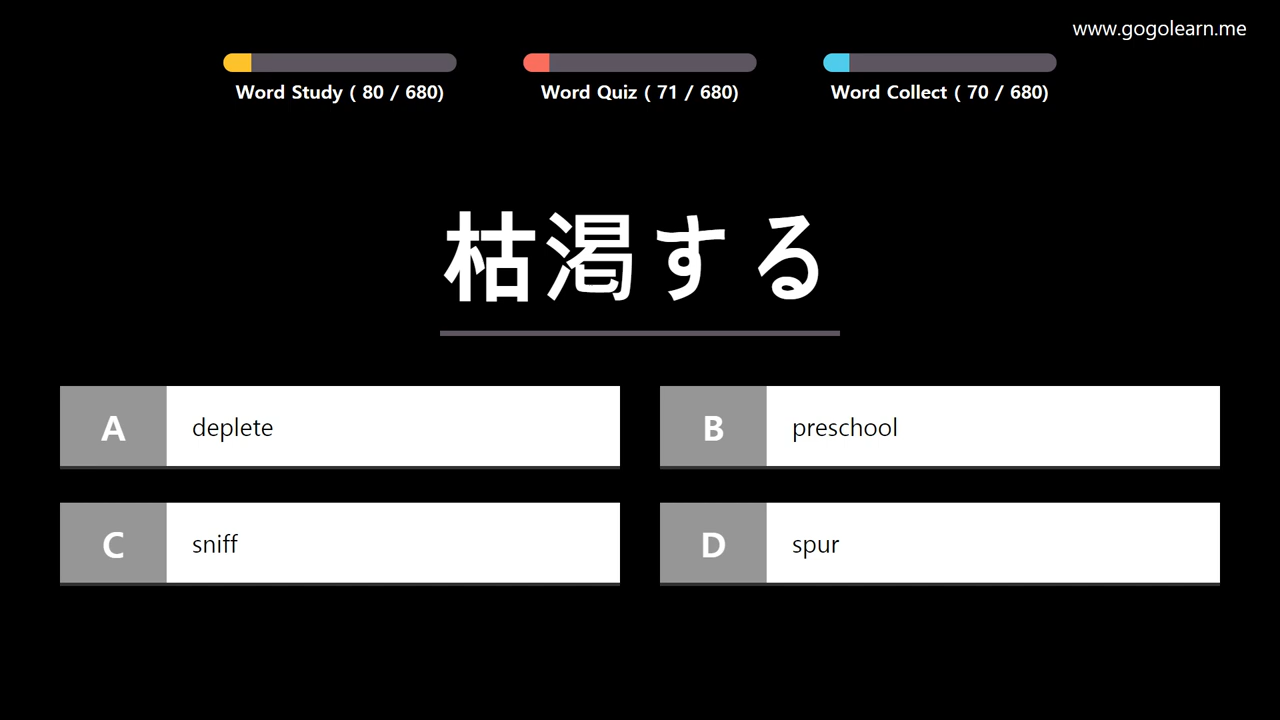 www.gogolearn.me
Word Study ( 80 / 680)
Word Quiz ( 71 / 680)
Word Collect ( 70 / 680)
枯渇する
A deplete
B preschool
C sniff
D spur